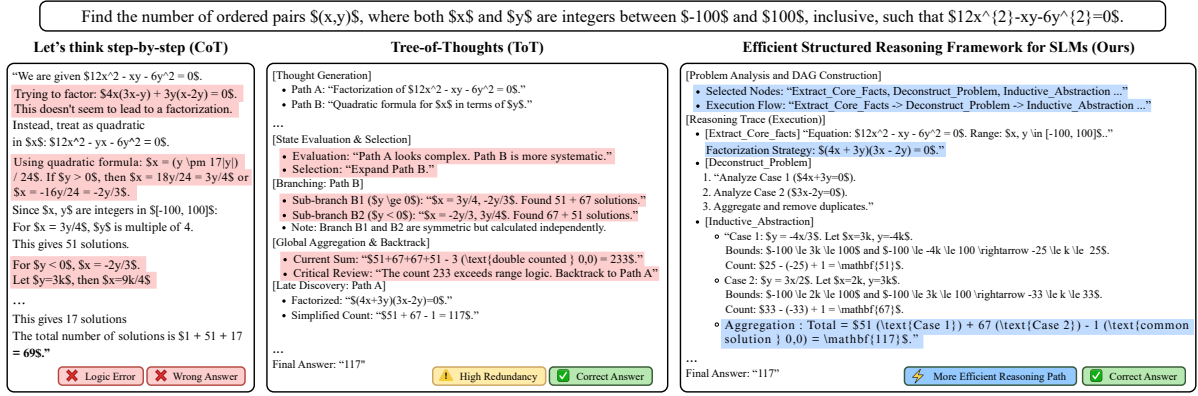 Find the number of ordered pairs $(x,y)$, where both $x$ and $y$ are integers between $-100$ and $100$, inclusive, such that $12x^{2}-xy-6y^{2}=0$.
Let's think step-by-step (CoT)
"We are given $12x^2 - xy - 6y^2 = 0$.
Trying to factor: $4x(3x-y) + 3y(x-2y) = 0$.
This doesn't seem to lead to a factorization.
Instead, treat as quadratic
in $x$: $12x^2 - yx - 6y^2 = 0$.
Using quadratic formula: $x = (y \pm 17|y|)
/ 24$. If $y > 0$, then $x = 18y/24 = 3y/4$ or
$x = -16y/24 = -2y/3$.
Since $x, y$ are integers in $[-100, 100]$:
For $x = 3y/4$, $y$ is multiple of 4.
This gives 51 solutions.
For $y < 0$, $x = -2y/3$.
Let $y=3k$, then $x=9k/4$
...
This gives 17 solutions
The total number of solutions is $1 + 51 + 17
= 69$."
Logic Error
Wrong Answer
Tree-of-Thoughts (ToT)
[Thought Generation]
• Path A: "Factorization of $12x^2 - xy - 6y^2 = 0$."
• Path B: "Quadratic formula for $x$ in terms of $y$."
...
[State Evaluation & Selection]
• Evaluation: "Path A looks complex. Path B is more systematic."
• Selection: "Expand Path B."
[Branching: Path B]
• Sub-branch B1 ($y \ge 0$): "$x = 3y/4, -2y/3$. Found 51 + 67 solutions."
• Sub-branch B2 ($y < 0$): "$x = -2y/3, 3y/4$. Found 67 + 51 solutions."
• Note: Branch B1 and B2 are symmetric but calculated independently.
[Global Aggregation & Backtrack]
• Current Sum: "$51+67+67+51 - 3 (\text{double counted } 0,0) = 233$."
• Critical Review: "The count 233 exceeds range logic. Backtrack to Path A"
[Late Discovery: Path A]
• Factorized: "$(4x+3y)(3x-2y)=0$."
• Simplified Count: "$51 + 67 - 1 = 117$."
...
Final Answer: "117"
High Redundancy
Correct Answer
Efficient Structured Reasoning Framework for SLMs (Ours)
[Problem Analysis and DAG Construction]
• Selected Nodes: "Extract_Core_Facts, Deconstruct_Problem, Inductive_Abstraction ..."
• Execution Flow: "Extract_Core_Facts -> Deconstruct_Problem -> Inductive_Abstraction ..."
[Reasoning Trace (Execution)]
• [Extract_Core_facts] "Equation: $12x^2 - xy - 6y^2 = 0$. Range: $x, y \in [-100, 100]$.."
Factorization Strategy: $(4x + 3y)(3x - 2y) = 0$."
• [Deconstruct_Problem]
1. "Analyze Case 1 ($4x+3y=0).
2. Analyze Case 2 ($3x-2y=0).
3. Aggregate and remove duplicates."
• [Inductive_Abstraction]
"Case 1: $y = -4x/3$. Let $x=3k, y=-4k$.
Bounds: $-100 \le 3k \le 100$ and $-100 \le -4k \le 100 \rightarrow -25 \le k \le 25$.
Count: $25 - (-25) + 1 = \mathbf{51}$.
Case 2: $y = 3x/2$. Let $x=2k, y=3k$.
Bounds: $-100 \le 2k \le 100$ and $-100 \le 3k \le 100 \rightarrow -33 \le k \le 33$.
Count: $33 - (-33) + 1 = \mathbf{67}$.
Aggregation : Total = $51 (\text{Case 1}) + 67 (\text{Case 2}) - 1 (\text{common
solution } 0,0) = \mathbf{117}$."
...
Final Answer: "117"
More Efficient Reasoning Path
Correct Answer